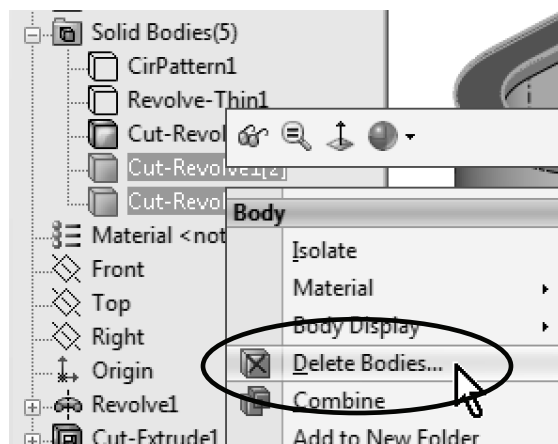 Solid Bodies(5)
CirPattern1
Revolve-Thin1
Cut-Revol
Cut-Revolve1[2]
Cut-Revol
Body
Material <not
Isolate
Front
Material
Top
Body Display
Right
Delete Bodies...
Origin
Combine
Revolve1
Add to New Folder
Cut-Extrude1